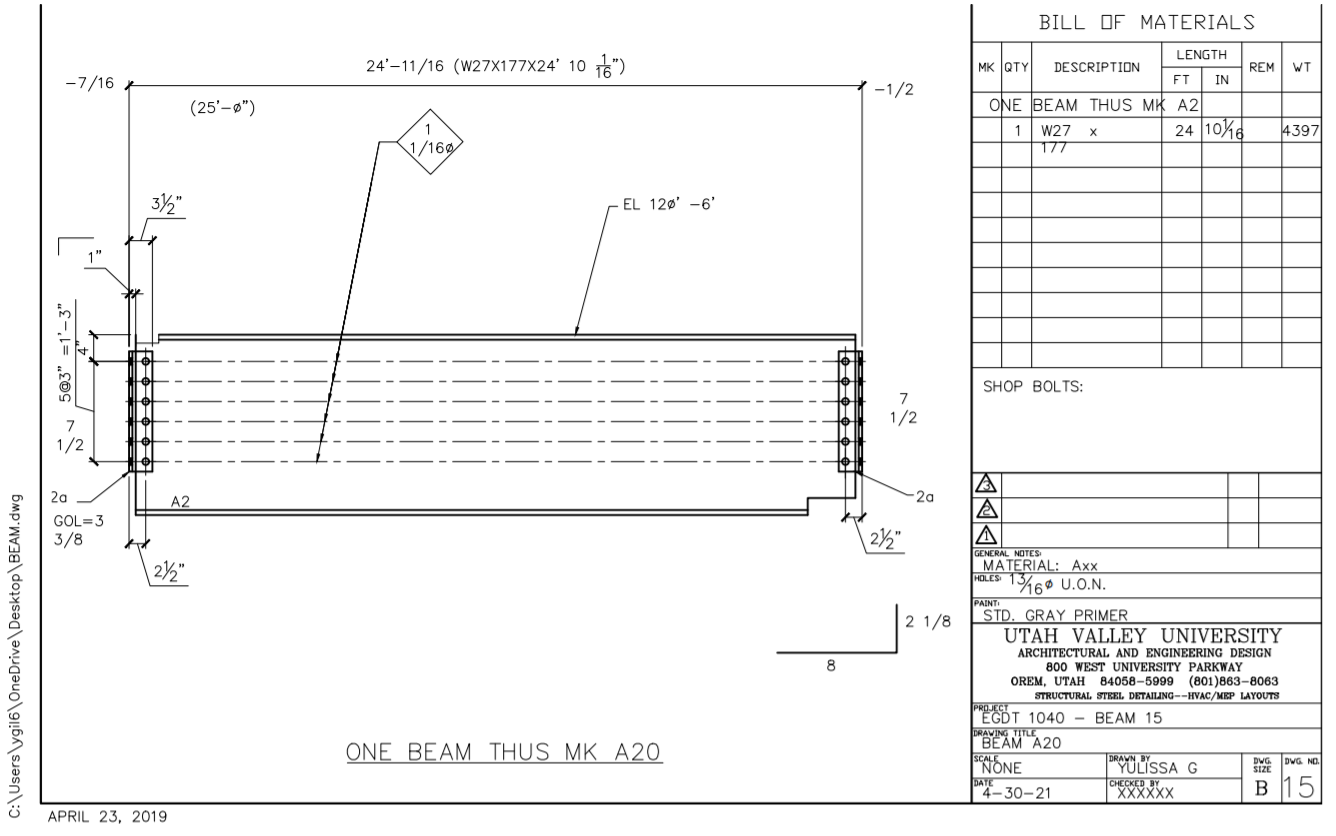 24'-11/16 (W27X177X24' 10 1/16")
-7/16
-1/2
(25'-ø")
1
1/16ø
3½"
EL 12ø' -6'
1"
5@3" =1'-3"
4"
7
1/2
7
1/2
2a
A2
2a
GOL=3
3/8
2½"
2½"
2 1/8
8
ONE BEAM THUS MK A20
C:\Users\ygil6\OneDrive\Desktop\BEAM.dwg
APRIL 23, 2019
BILL OF MATERIALS
MK QTY DESCRIPTION LENGTH REM WT
FT IN
ONE BEAM THUS MK A2
1 W27 x 24 10 1/16 4397
177
SHOP BOLTS:
3
2
1
GENERAL NOTES:
MATERIAL: Axx
HOLES: 13/16ø U.O.N.
PAINT:
STD. GRAY PRIMER
UTAH VALLEY UNIVERSITY
ARCHITECTURAL AND ENGINEERING DESIGN
800 WEST UNIVERSITY PARKWAY
OREM, UTAH 84058-5999 (801)863-8063
STRUCTURAL STEEL DETAILING--HVAC/MEP LAYOUTS
PROJECT
EGDT 1040 - BEAM 15
DRAWING TITLE
BEAM A20
SCALE DRAWN BY DWG. SIZE DWG. NO.
NONE YULISSA G B 15
DATE CHECKED BY
4-30-21 XXXXXX